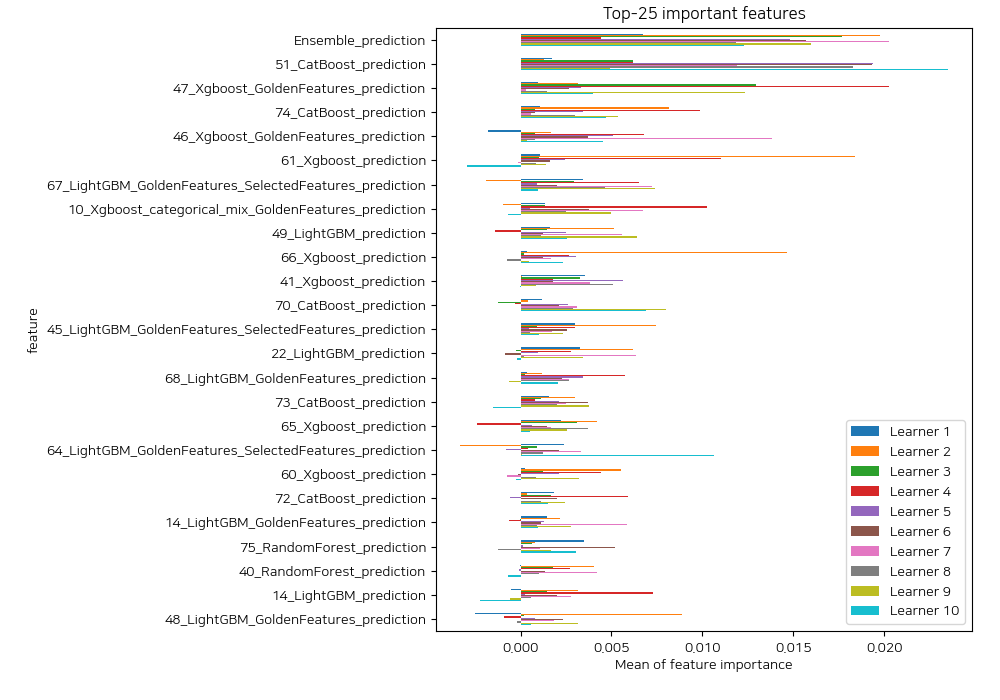 Top-25 important features
feature
Ensemble_prediction
51_CatBoost_prediction
47_Xgboost_GoldenFeatures_prediction
74_CatBoost_prediction
46_Xgboost_GoldenFeatures_prediction
61_Xgboost_prediction
67_LightGBM_GoldenFeatures_SelectedFeatures_prediction
10_Xgboost_categorical_mix_GoldenFeatures_prediction
49_LightGBM_prediction
66_Xgboost_prediction
41_Xgboost_prediction
70_CatBoost_prediction
45_LightGBM_GoldenFeatures_SelectedFeatures_prediction
22_LightGBM_prediction
68_LightGBM_GoldenFeatures_prediction
73_CatBoost_prediction
65_Xgboost_prediction
64_LightGBM_GoldenFeatures_SelectedFeatures_prediction
60_Xgboost_prediction
72_CatBoost_prediction
14_LightGBM_GoldenFeatures_prediction
75_RandomForest_prediction
40_RandomForest_prediction
14_LightGBM_prediction
48_LightGBM_GoldenFeatures_prediction
Learner 1
Learner 2
Learner 3
Learner 4
Learner 5
Learner 6
Learner 7
Learner 8
Learner 9
Learner 10
0.000 0.005 0.010 0.015 0.020
Mean of feature importance